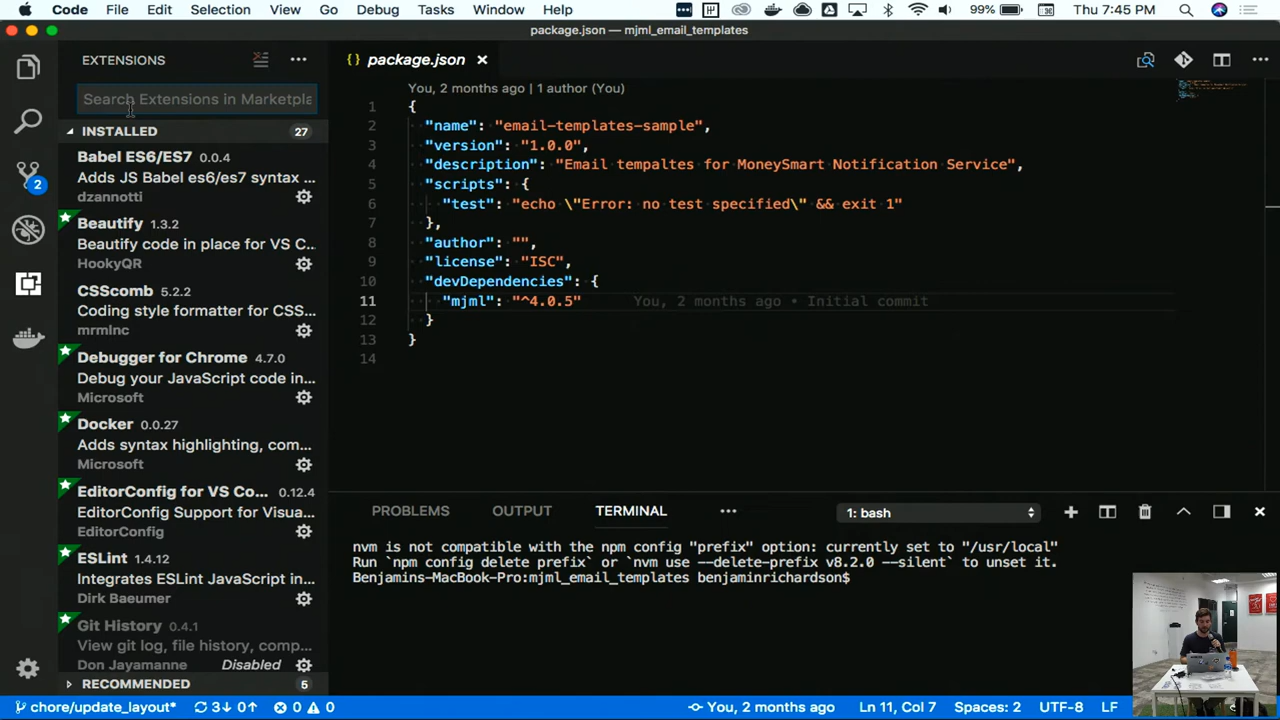 Code File Edit Selection View Go Debug Tasks Window Help 99% Thu 7:45 PM
package.json — mjml_email_templates
EXTENSIONS
Search Extensions in Marketpla
INSTALLED 27
Babel ES6/ES7 0.0.4
Adds JS Babel es6/es7 syntax ...
dzannotti
Beautify 1.3.2
Beautify code in place for VS C...
HookyQR
CSScomb 5.2.2
Coding style formatter for CSS...
mrmlnc
Debugger for Chrome 4.7.0
Debug your JavaScript code in...
Microsoft
Docker 0.0.27
Adds syntax highlighting, com...
Microsoft
EditorConfig for VS Co... 0.12.4
EditorConfig Support for Visua...
EditorConfig
ESLint 1.4.12
Integrates ESLint JavaScript in...
Dirk Baeumer
Git History 0.4.1
View git log, file history, comp...
Don Jayamanne Disabled
RECOMMENDED 5
2
{} package.json
You, 2 months ago | 1 author (You)
1 {
2 "name": "email-templates-sample",
3 "version": "1.0.0",
4 "description": "Email tempaltes for MoneySmart Notification Service",
5 "scripts": {
6 "test": "echo \"Error: no test specified\" && exit 1"
7 },
8 "author": "",
9 "license": "ISC",
10 "devDependencies": {
11 "mjml": "^4.0.5" You, 2 months ago • Initial commit
12 }
13 }
14
PROBLEMS OUTPUT TERMINAL ... 1: bash
nvm is not compatible with the npm config "prefix" option: currently set to "/usr/local"
Run `npm config delete prefix` or `nvm use --delete-prefix v8.2.0 --silent` to unset it.
Benjamins-MacBook-Pro:mjml_email_templates benjaminrichardson$
chore/update_layout* 3↓ 0↑ 0 0 You, 2 months ago Ln 11, Col 7 Spaces: 2 UTF-8 LF